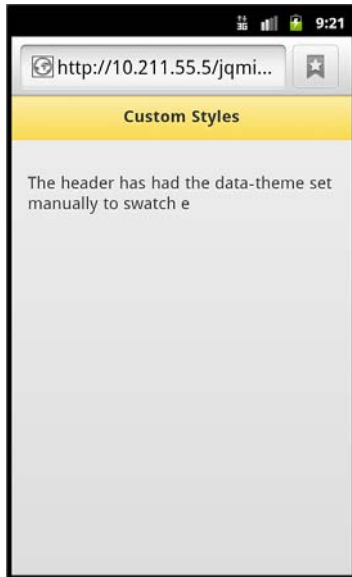 3G 9:21
http://10.211.55.5/jqmi...
Custom Styles
The header has had the data-theme set
manually to swatch e